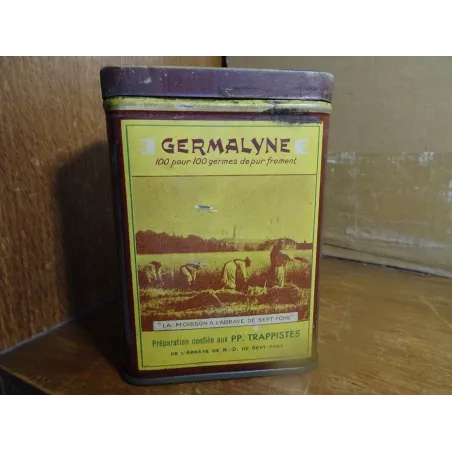 GERMALYNE
100 pour 100 germes de pur froment
"LA MOISSON À L'ABBAYE DE SEPT-FONS"
Préparation confiée aux PP. TRAPPISTES
DE L'ABBAYE DE N.-D. DE SEPT-FONS